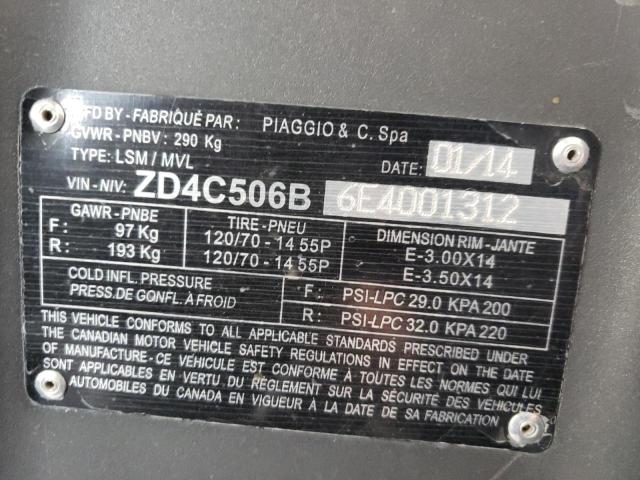 MFD BY - FABRIQUÉ PAR : PIAGGIO & C. Spa
GVWR - PNBV : 290 Kg
TYPE: LSM / MVL DATE: 01/14
VIN - NIV: ZD4C506B 6E4001312
GAWR - PNBE
F : 97 Kg
R : 193 Kg
TIRE - PNEU
120/70 - 14 55P
120/70 - 14 55P
DIMENSION RIM - JANTE
E-3.00X14
E-3.50X14
COLD INFL. PRESSURE
PRESS. DE GONFL. À FROID
F : PSI-LPC 29.0 KPA 200
R : PSI-LPC 32.0 KPA 220
THIS VEHICLE CONFORMS TO ALL APPLICABLE STANDARDS PRESCRIBED UNDER
THE CANADIAN MOTOR VEHICLE SAFETY REGULATIONS IN EFFECT ON THE DATE
OF MANUFACTURE - CE VÉHICULE EST CONFORME À TOUTES LES NORMES QUI LUI
SONT APPLICABLES EN VERTU DU RÈGLEMENT SUR LA SÉCURITÉ DES VÉHICULES
AUTOMOBILES DU CANADA EN VIGUEUR À LA DATE DE SA FABRICATION